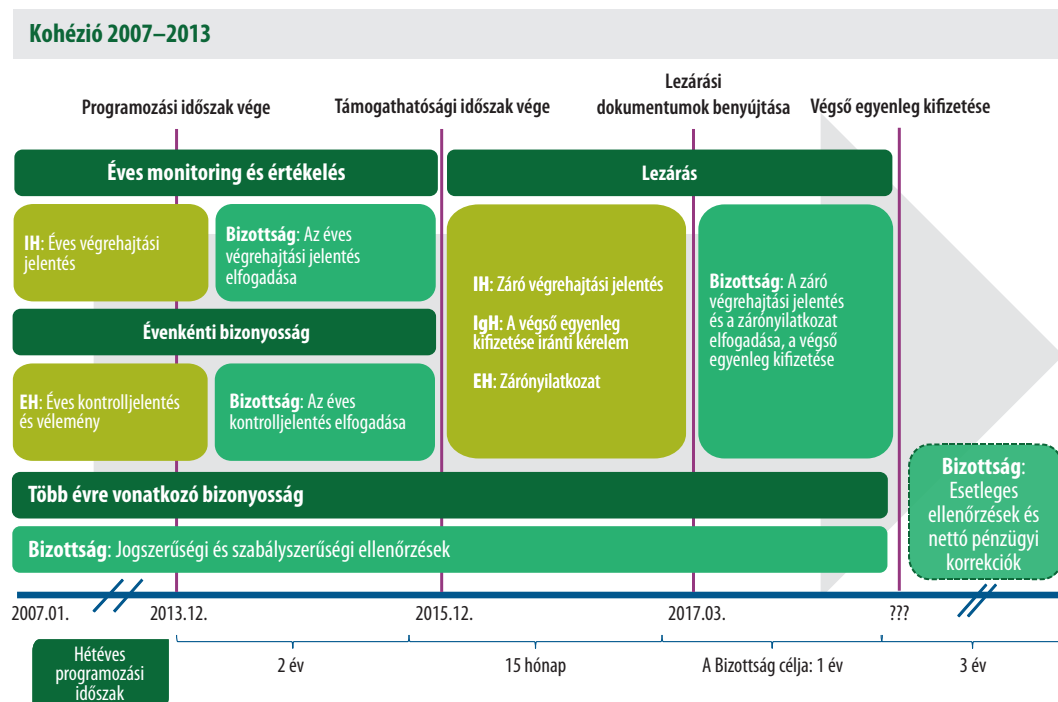 Kohézió 2007–2013
Programozási időszak vége
Támogathatósági időszak vége
Lezárási
dokumentumok benyújtása
Végső egyenleg kifizetése
Éves monitoring és értékelés
Lezárás
IH: Éves végrehajtási
jelentés
Bizottság: Az éves
végrehajtási jelentés
elfogadása
Évenkénti bizonyosság
EH: Éves kontrolljelentés
és vélemény
Bizottság: Az éves
kontrolljelentés elfogadása
IH: Záró végrehajtási jelentés
IgH: A végső egyenleg
kifizetése iránti kérelem
EH: Zárónyilatkozat
Bizottság: A záró
végrehajtási jelentés
és a zárónyilatkozat
elfogadása, a végső
egyenleg kifizetése
Több évre vonatkozó bizonyosság
Bizottság: Jogszerűségi és szabályszerűségi ellenőrzések
Bizottság:
Esetleges
ellenőrzések és
nettó pénzügyi
korrekciók
2007.01.
2013.12.
2015.12.
2017.03.
???
Hétéves
programozási
időszak
2 év
15 hónap
A Bizottság célja: 1 év
3 év